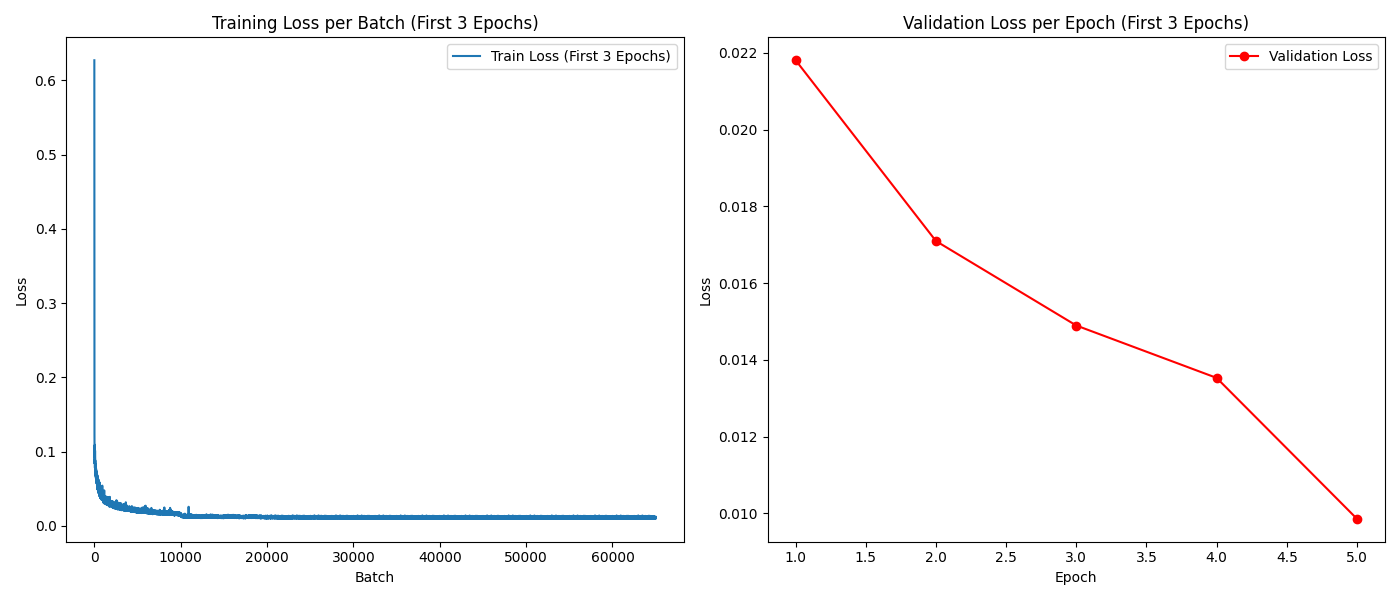 Training Loss per Batch (First 3 Epochs)
Train Loss (First 3 Epochs)
Loss
0.6
0.5
0.4
0.3
0.2
0.1
0.0
0 10000 20000 30000 40000 50000 60000
Batch
Validation Loss per Epoch (First 3 Epochs)
Validation Loss
Loss
0.022
0.020
0.018
0.016
0.014
0.012
0.010
1.0 1.5 2.0 2.5 3.0 3.5 4.0 4.5 5.0
Epoch